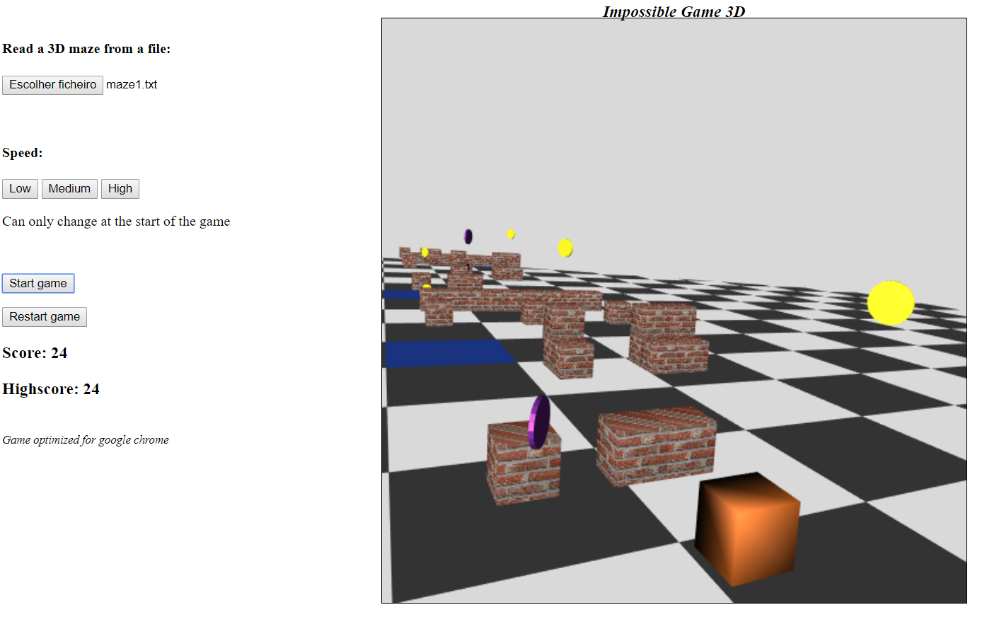 Impossible Game 3D
Read a 3D maze from a file:
Escolher ficheiro maze1.txt
Speed:
Low Medium High
Can only change at the start of the game
Start game
Restart game
Score: 24
Highscore: 24
Game optimized for google chrome